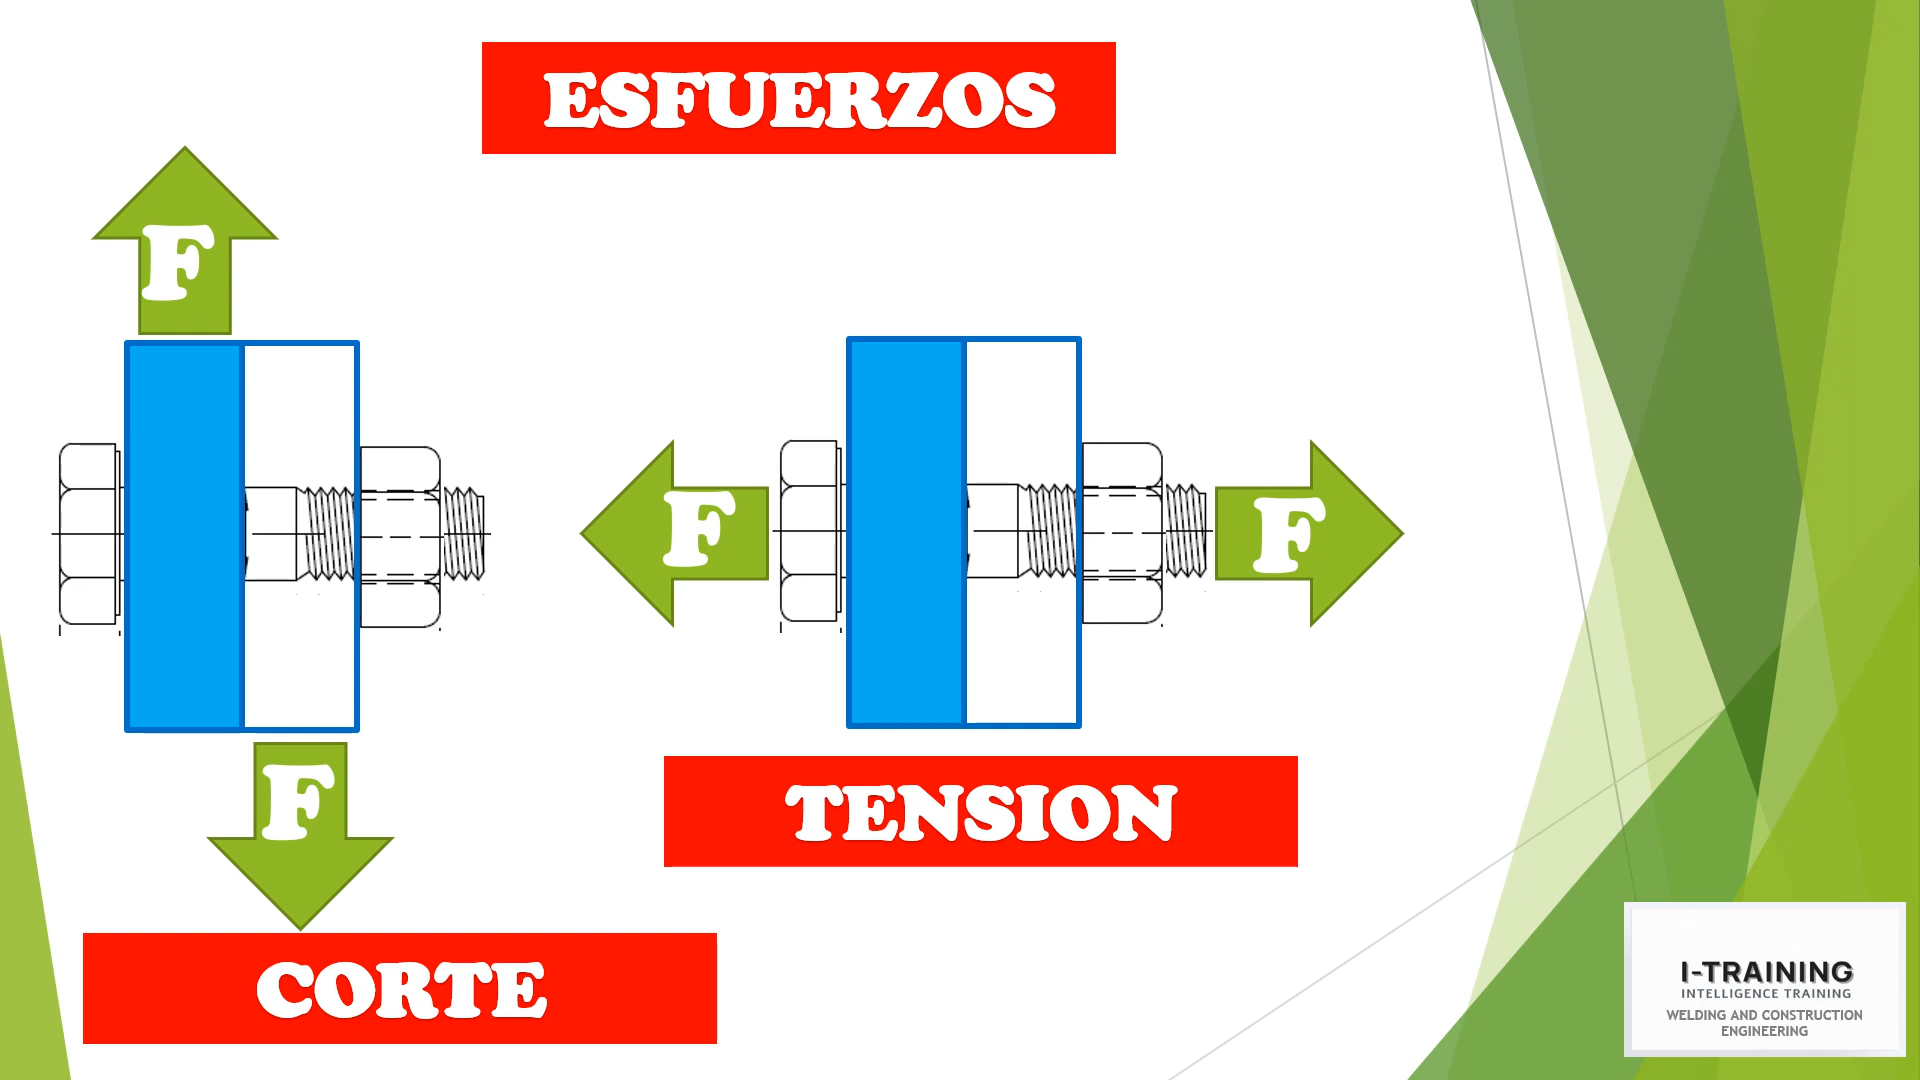 ESFUERZOS
F
F
F
F
TENSION
CORTE
I-TRAINING
INTELLIGENCE TRAINING
WELDING AND CONSTRUCTION
ENGINEERING